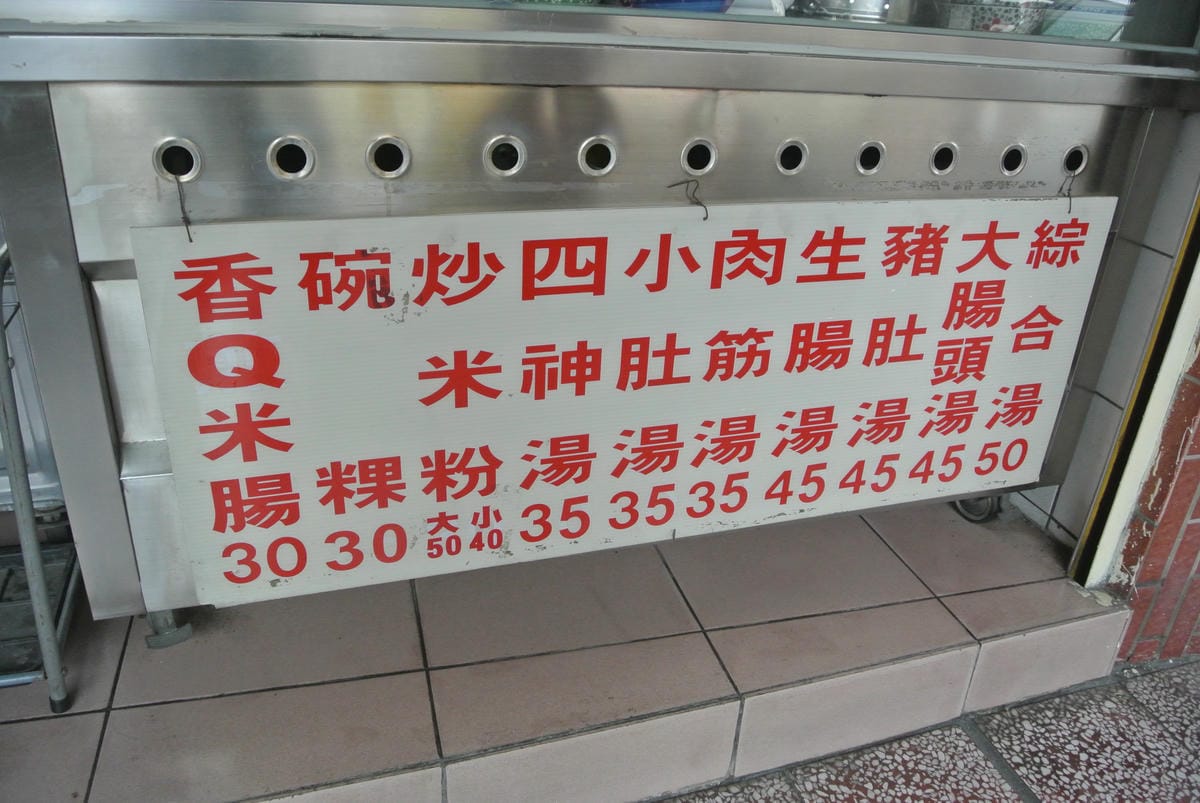 香Q米腸 30
碗粿 30
炒米粉 大50 小40
四神湯 35
小肚湯 35
肉筋湯 35
生腸湯 45
豬肚湯 45
大腸頭湯 45
綜合湯 50